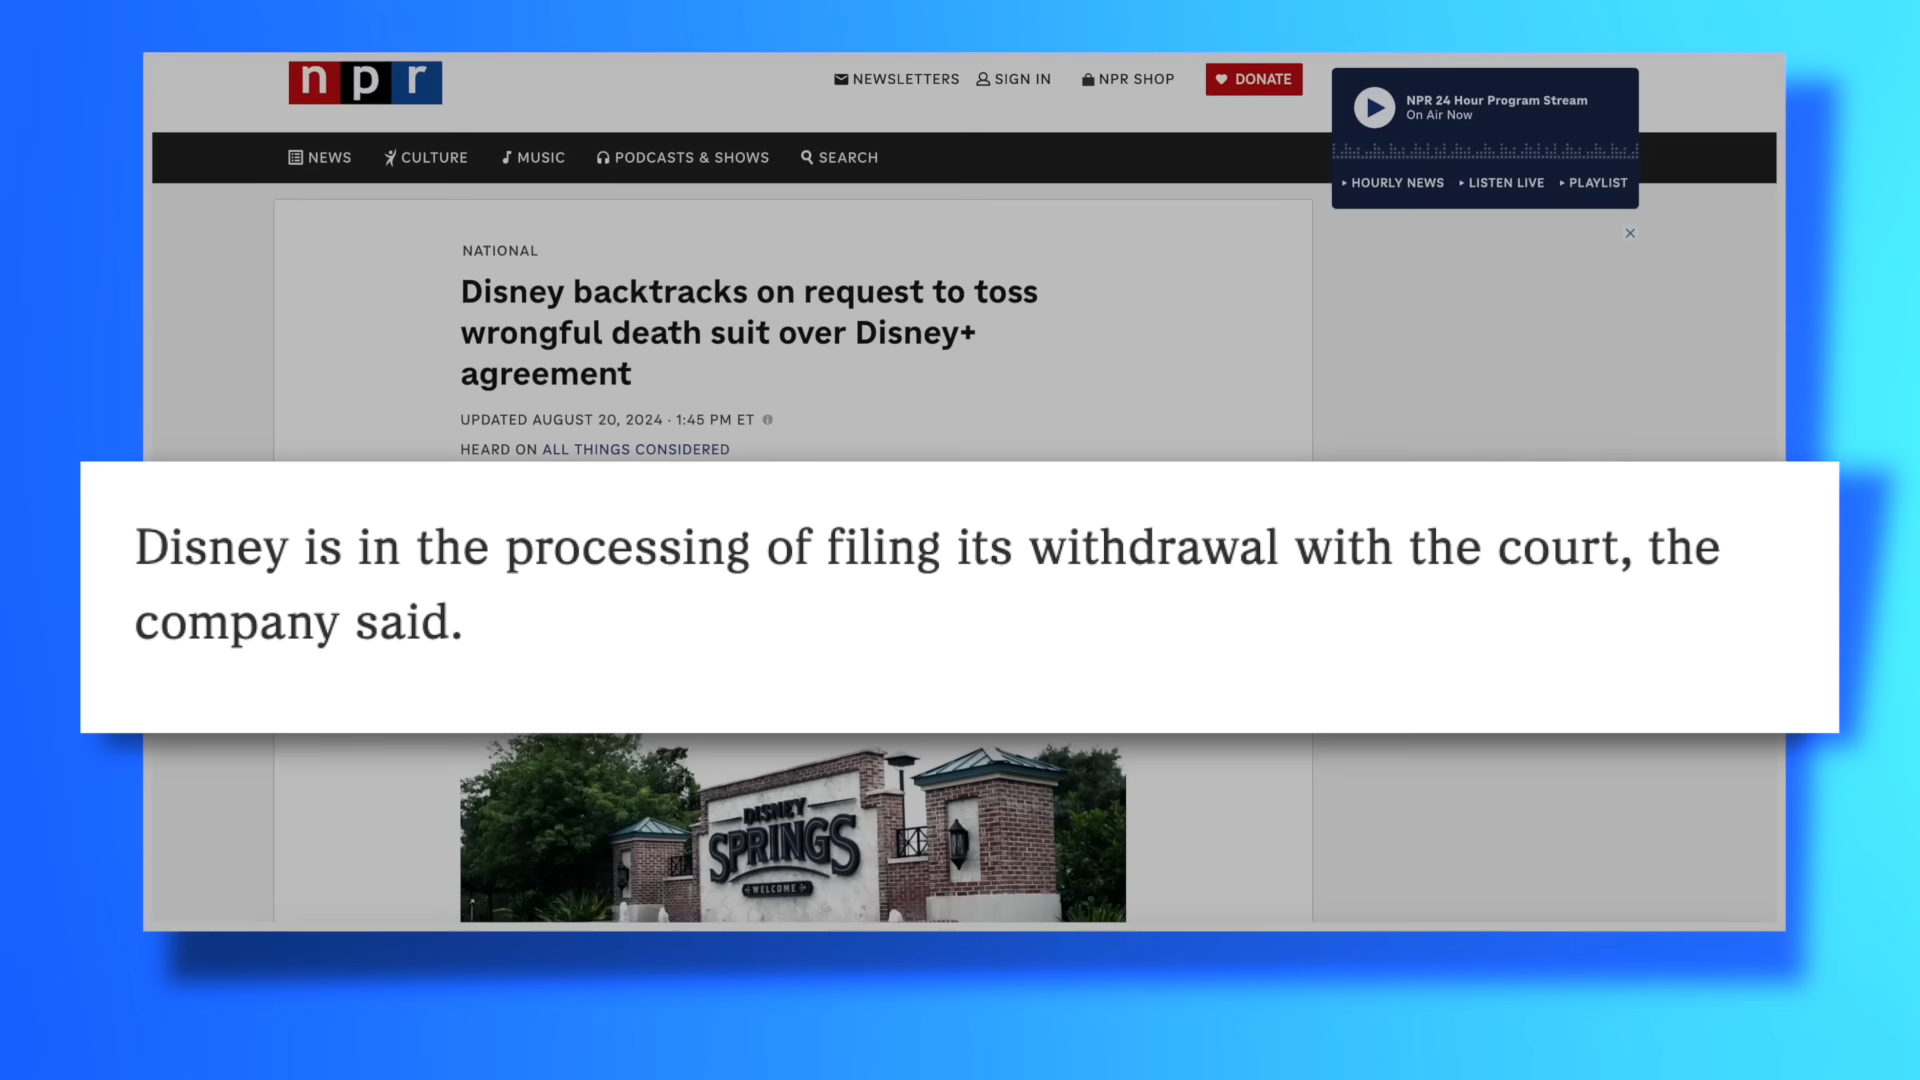 npr
NEWSLETTERS SIGN IN NPR SHOP DONATE
NPR 24 Hour Program Stream
On Air Now
HOURLY NEWS LISTEN LIVE PLAYLIST
NEWS CULTURE MUSIC PODCASTS & SHOWS SEARCH
NATIONAL
Disney backtracks on request to toss
wrongful death suit over Disney+
agreement
UPDATED AUGUST 20, 2024 · 1:45 PM ET
HEARD ON ALL THINGS CONSIDERED
Disney is in the processing of filing its withdrawal with the court, the
company said.
DISNEY
SPRINGS
WELCOME